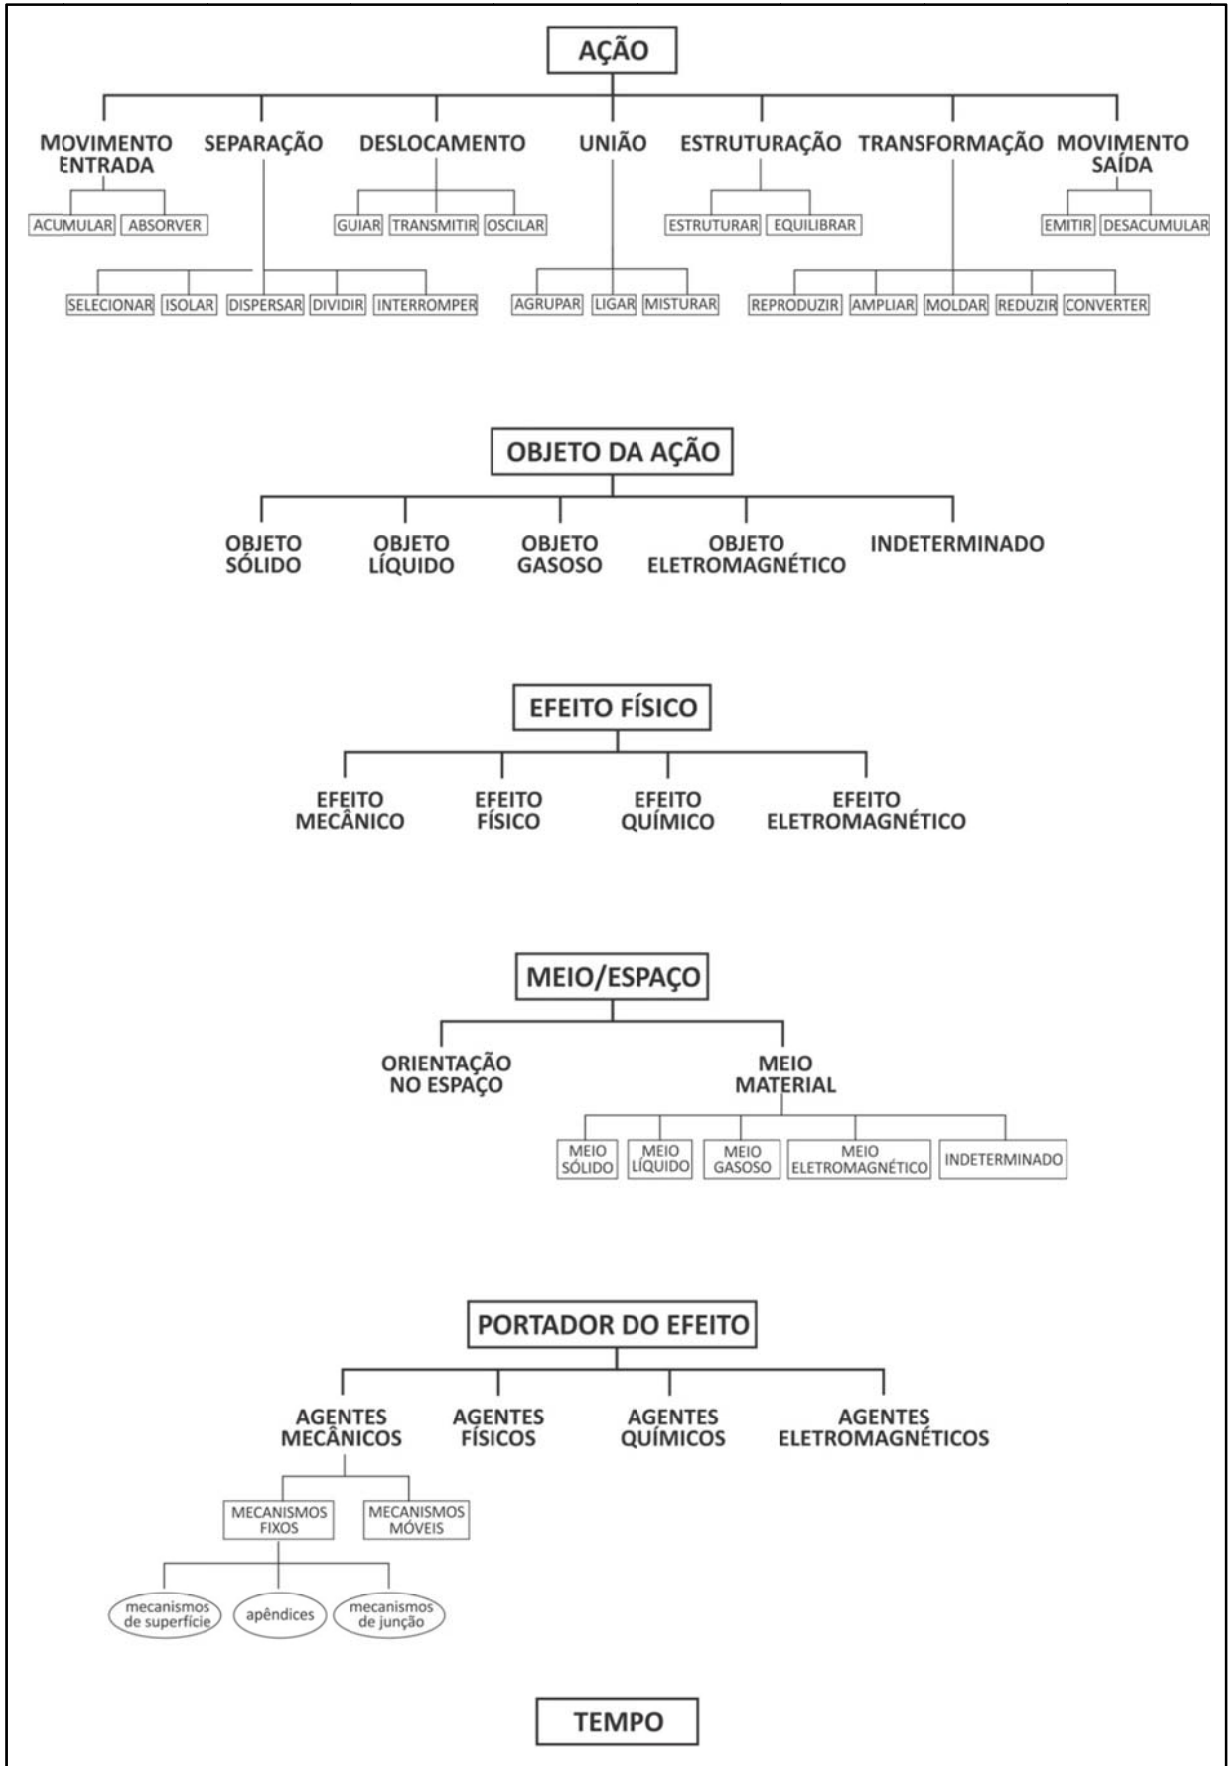 AÇÃO
MOVIMENTO ENTRADA
SEPARAÇÃO
DESLOCAMENTO
UNIÃO
ESTRUTURAÇÃO
TRANSFORMAÇÃO
MOVIMENTO SAÍDA
ACUMULAR ABSORVER
GUIAR TRANSMITIR OSCILAR
ESTRUTURAR EQUILIBRAR
EMITIR DESACUMULAR
SELECIONAR ISOLAR DISPERSAR DIVIDIR INTERROMPER
AGRUPAR LIGAR MISTURAR
REPRODUZIR AMPLIAR MOLDAR REDUZIR CONVERTER
OBJETO DA AÇÃO
OBJETO
SÓLIDO
OBJETO
LÍQUIDO
OBJETO
GASOSO
OBJETO
ELETROMAGNÉTICO
INDETERMINADO
EFEITO FÍSICO
EFEITO
MECÂNICO
EFEITO
FÍSICO
EFEITO
QUÍMICO
EFEITO
ELETROMAGNÉTICO
MEIO/ESPAÇO
ORIENTAÇÃO
NO ESPAÇO
MEIO
MATERIAL
MEIO
SÓLIDO
MEIO
LÍQUIDO
MEIO
GASOSO
MEIO
ELETROMAGNÉTICO
INDETERMINADO
PORTADOR DO EFEITO
AGENTES
MECÂNICOS
AGENTES
FÍSICOS
AGENTES
QUÍMICOS
AGENTES
ELETROMAGNÉTICOS
MECANISMOS
FIXOS
MECANISMOS
MÓVEIS
mecanismos
de superfície
apêndices
mecanismos
de junção
TEMPO